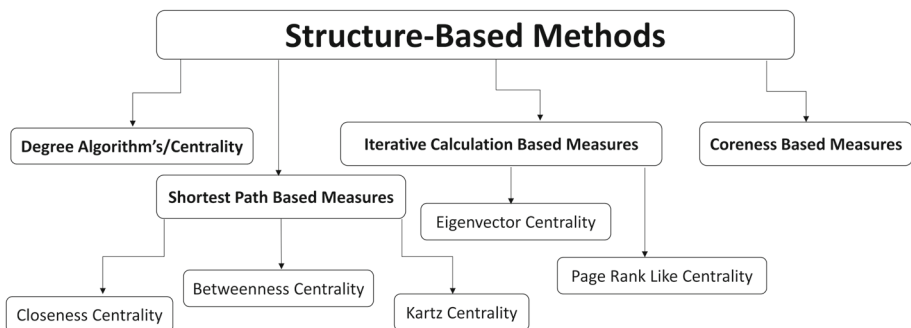 Structure-Based Methods
Degree Algorithm's/Centrality
Iterative Calculation Based Measures
Coreness Based Measures
Shortest Path Based Measures
Eigenvector Centrality
Page Rank Like Centrality
Betweenness Centrality
Closeness Centrality
Kartz Centrality